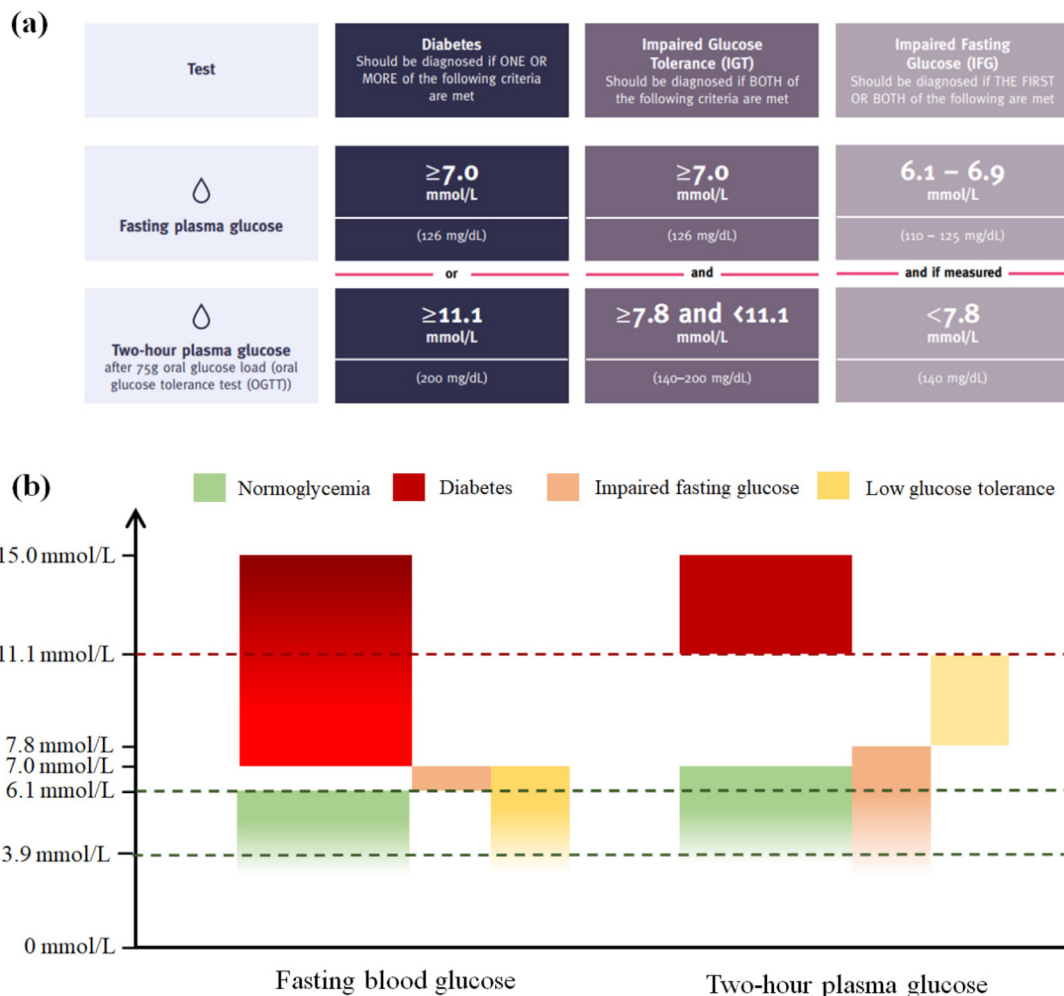 (a)
Test
Diabetes
Should be diagnosed if ONE OR
MORE of the following criteria
are met
Impaired Glucose
Tolerance (IGT)
Should be diagnosed if BOTH of
the following criteria are met
Impaired Fasting
Glucose (IFG)
Should be diagnosed if THE FIRST
OR BOTH of the following are met
Fasting plasma glucose
≥7.0
mmol/L
(126 mg/dL)
≥7.0
mmol/L
(126 mg/dL)
6.1 – 6.9
mmol/L
(110 – 125 mg/dL)
or
and
and if measured
Two-hour plasma glucose
after 75g oral glucose load (oral
glucose tolerance test (OGTT))
≥11.1
mmol/L
(200 mg/dL)
≥7.8 and <11.1
mmol/L
(140–200 mg/dL)
<7.8
mmol/L
(140 mg/dL)
(b)
Normoglycemia
Diabetes
Impaired fasting glucose
Low glucose tolerance
15.0 mmol/L
11.1 mmol/L
7.8 mmol/L
7.0 mmol/L
6.1 mmol/L
3.9 mmol/L
0 mmol/L
Fasting blood glucose
Two-hour plasma glucose